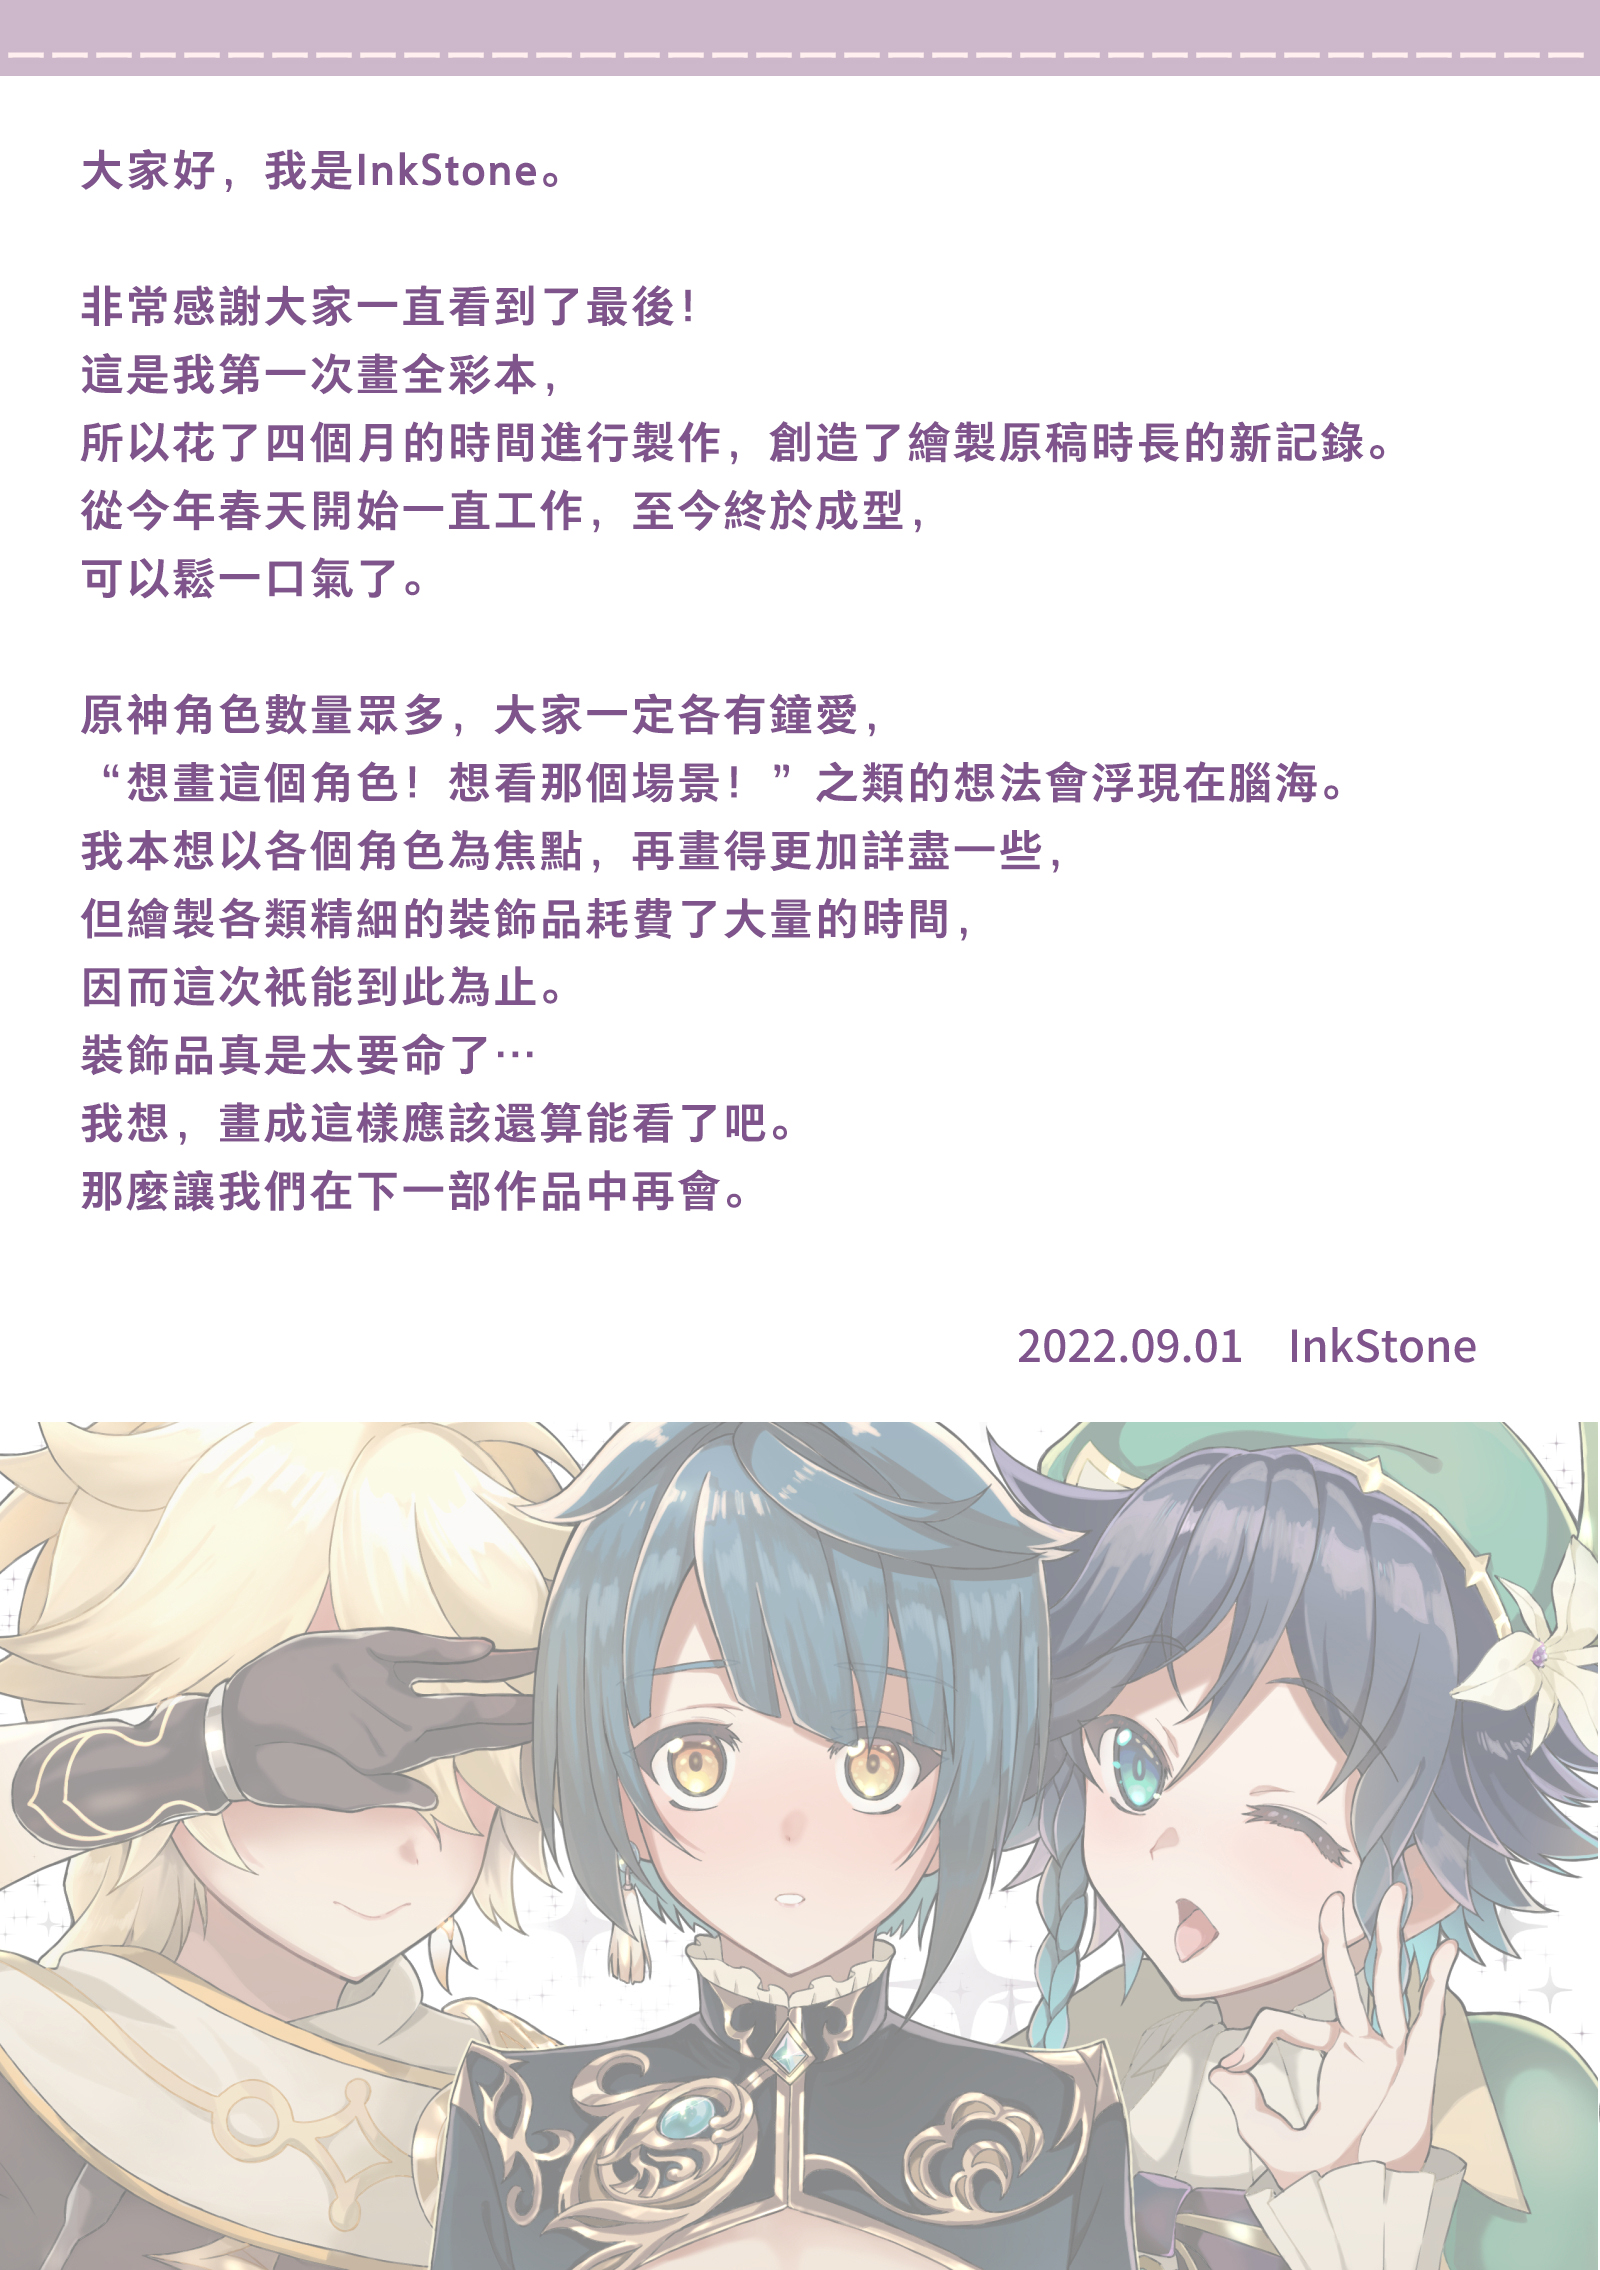 大家好，我是InkStone。
非常感謝大家一直看到了最後！
這是我第一次畫全彩本，
所以花了四個月的時間進行製作，創造了繪製原稿時長的新記錄。
從今年春天開始一直工作，至今終於成型，
可以鬆一口氣了。
原神角色數量眾多，大家一定各有鐘愛，
“想畫這個角色！想看那個場景！”之類的想法會浮現在腦海。
我本想以各個角色為焦點，再畫得更加詳盡一些，
但繪製各類精細的裝飾品耗費了大量的時間，
因而這次衹能到此為止。
裝飾品真是太要命了…
我想，畫成這樣應該還算能看了吧。
那麼讓我們在下一部作品中再會。
2022.09.01　InkStone